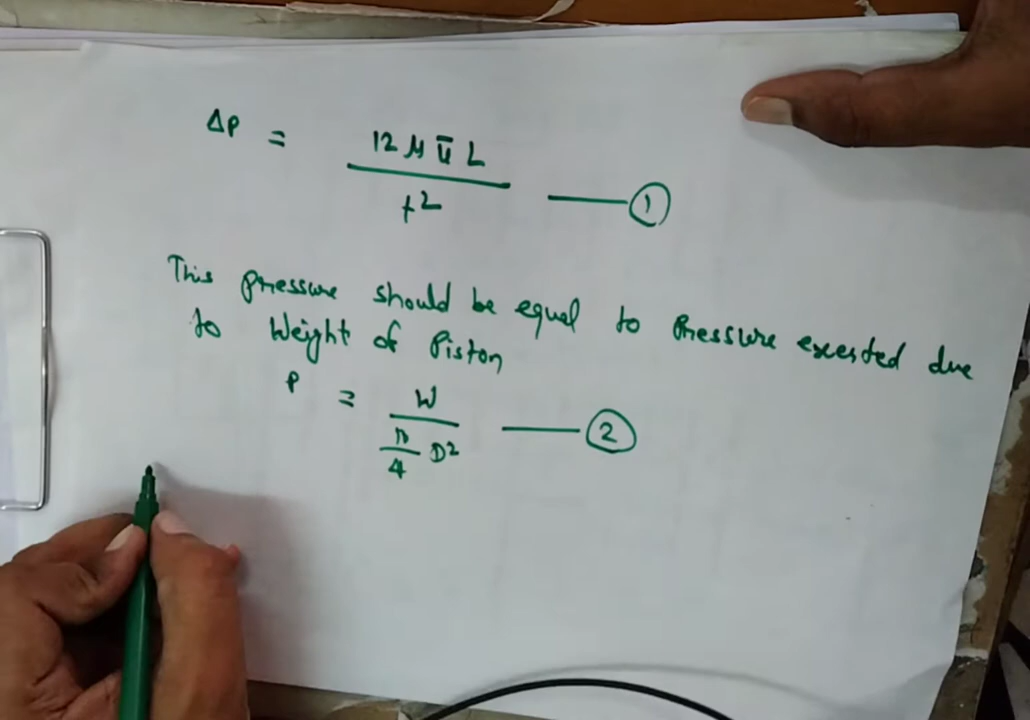 ΔP = 12 μ ū L / t² —— ①
This pressure should be equal to Pressure exerted due
to Weight of Piston
P = W / (π/4 D²) —— ②